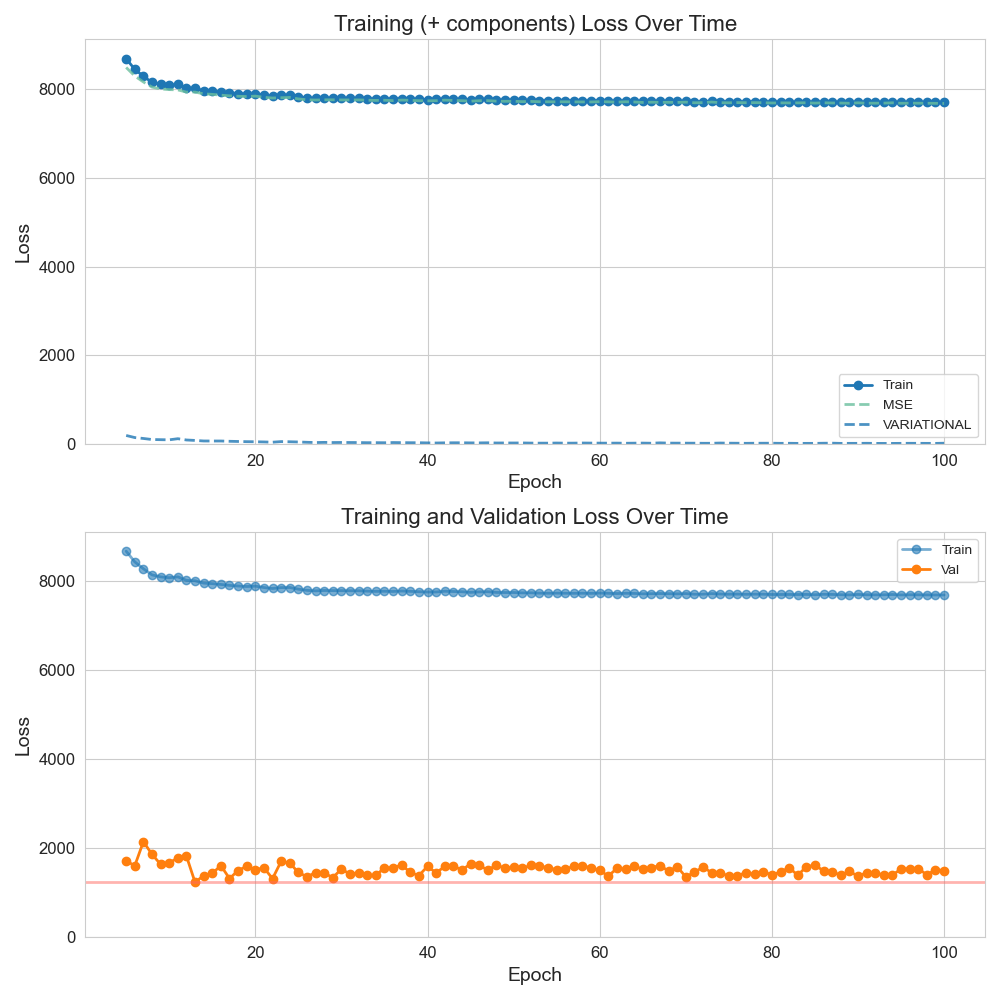 Training (+ components) Loss Over Time
8000
6000
4000
2000
0
Loss
20 40 60 80 100
Epoch
Train
MSE
VARIATIONAL
Training and Validation Loss Over Time
8000
6000
4000
2000
0
Loss
20 40 60 80 100
Epoch
Train
Val